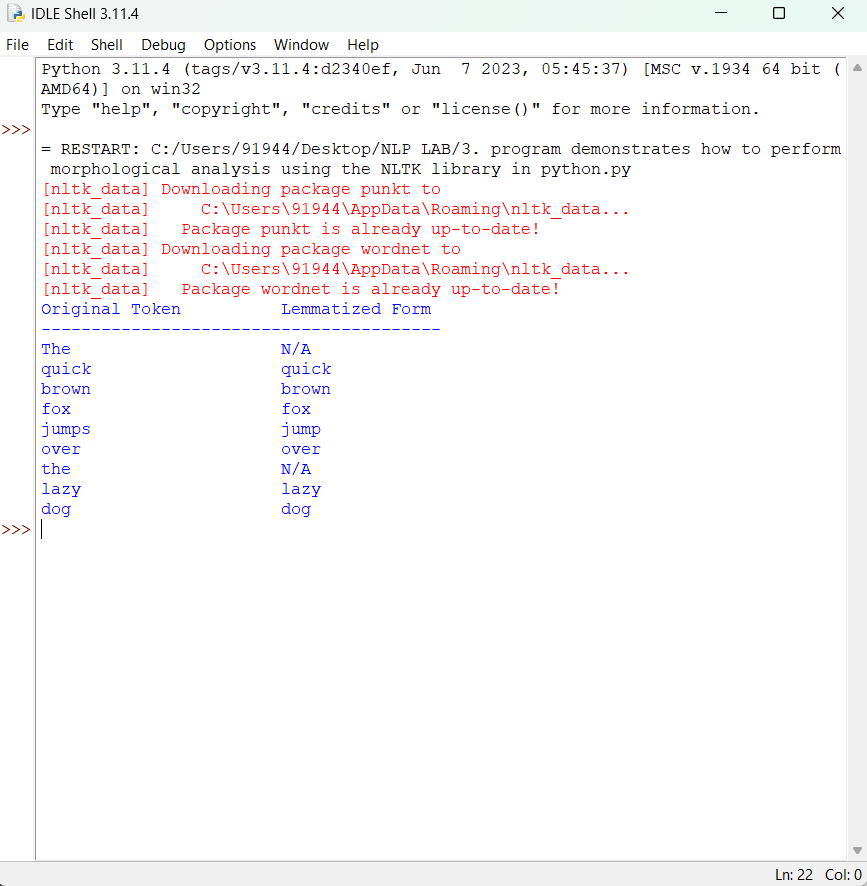 IDLE Shell 3.11.4
File Edit Shell Debug Options Window Help
Python 3.11.4 (tags/v3.11.4:d2340ef, Jun  7 2023, 05:45:37) [MSC v.1934 64 bit (
AMD64)] on win32
Type "help", "copyright", "credits" or "license()" for more information.
>>>
= RESTART: C:/Users/91944/Desktop/NLP LAB/3. program demonstrates how to perform
 morphological analysis using the NLTK library in python.py
[nltk_data] Downloading package punkt to
[nltk_data]     C:\Users\91944\AppData\Roaming\nltk_data...
[nltk_data]   Package punkt is already up-to-date!
[nltk_data] Downloading package wordnet to
[nltk_data]     C:\Users\91944\AppData\Roaming\nltk_data...
[nltk_data]   Package wordnet is already up-to-date!
Original Token          Lemmatized Form
----------------------------------------
The                     N/A
quick                   quick
brown                   brown
fox                     fox
jumps                   jump
over                    over
the                     N/A
lazy                    lazy
dog                     dog
>>>
Ln: 22 Col: 0